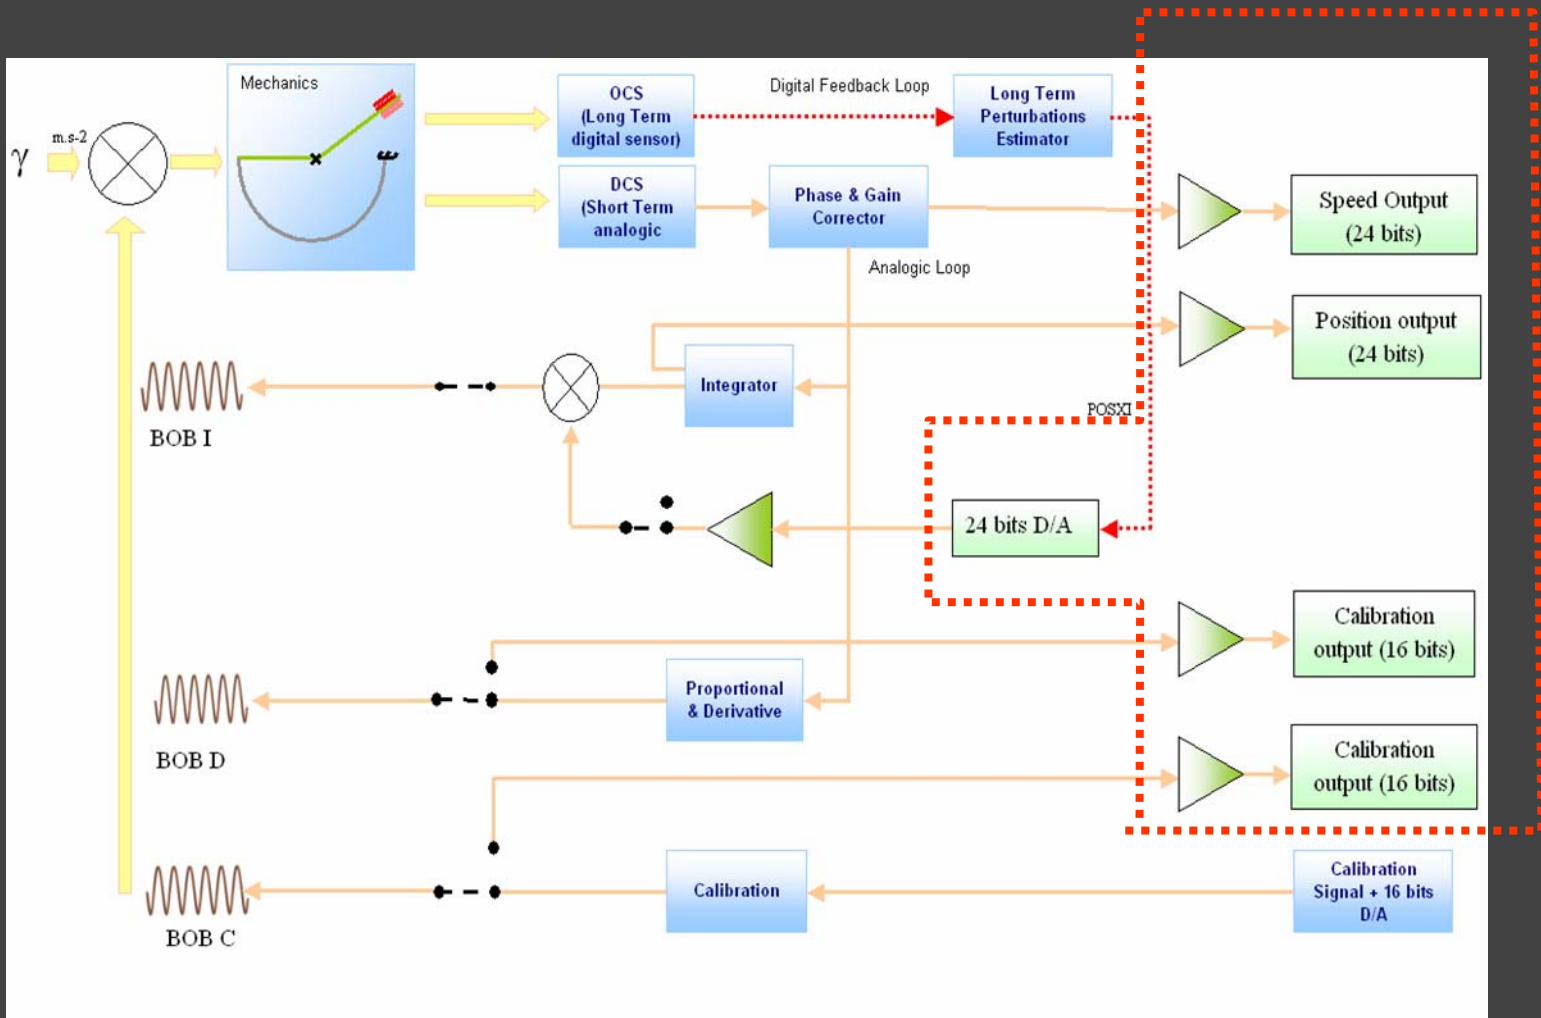 Mechanics
OCS
(Long Term
digital sensor)
Digital Feedback Loop
Long Term
Perturbations
Estimator
γ
m.s-2
DCS
(Short Term
analogic
Phase & Gain
Corrector
Speed Output
(24 bits)
Analogic Loop
Position output
(24 bits)
Integrator
POSXI
BOB I
24 bits D/A
Calibration
output (16 bits)
Proportional
& Derivative
BOB D
Calibration
output (16 bits)
Calibration
Calibration
Signal + 16 bits
D/A
BOB C